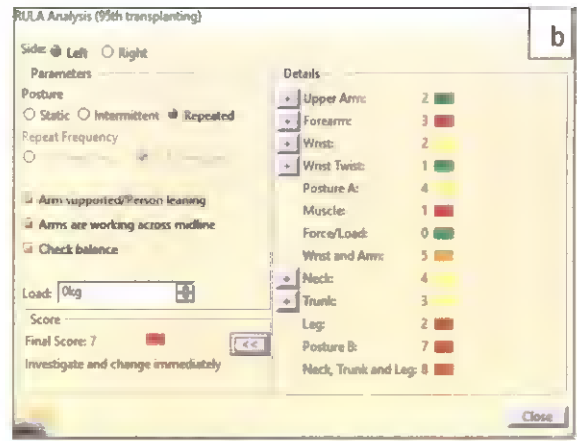 RULA Analysis (95th transplanting)
b
Side: Left Right
Parameters
Posture
Static Intermittent Repeated
Repeat Frequency
Arm supported/Person leaning
Arms are working across midline
Check balance
Load: 0kg
Score
Final Score: 7
<<
Investigate and change immediately
Details
+ Upper Arm: 2
+ Forearm: 3
+ Wrist: 2
+ Wrist Twist: 1
Posture A: 4
Muscle: 1
Force/Load: 0
Wrist and Arm: 5
+ Neck: 4
+ Trunk: 3
Leg: 2
Posture B: 7
Neck, Trunk and Leg: 8
Close